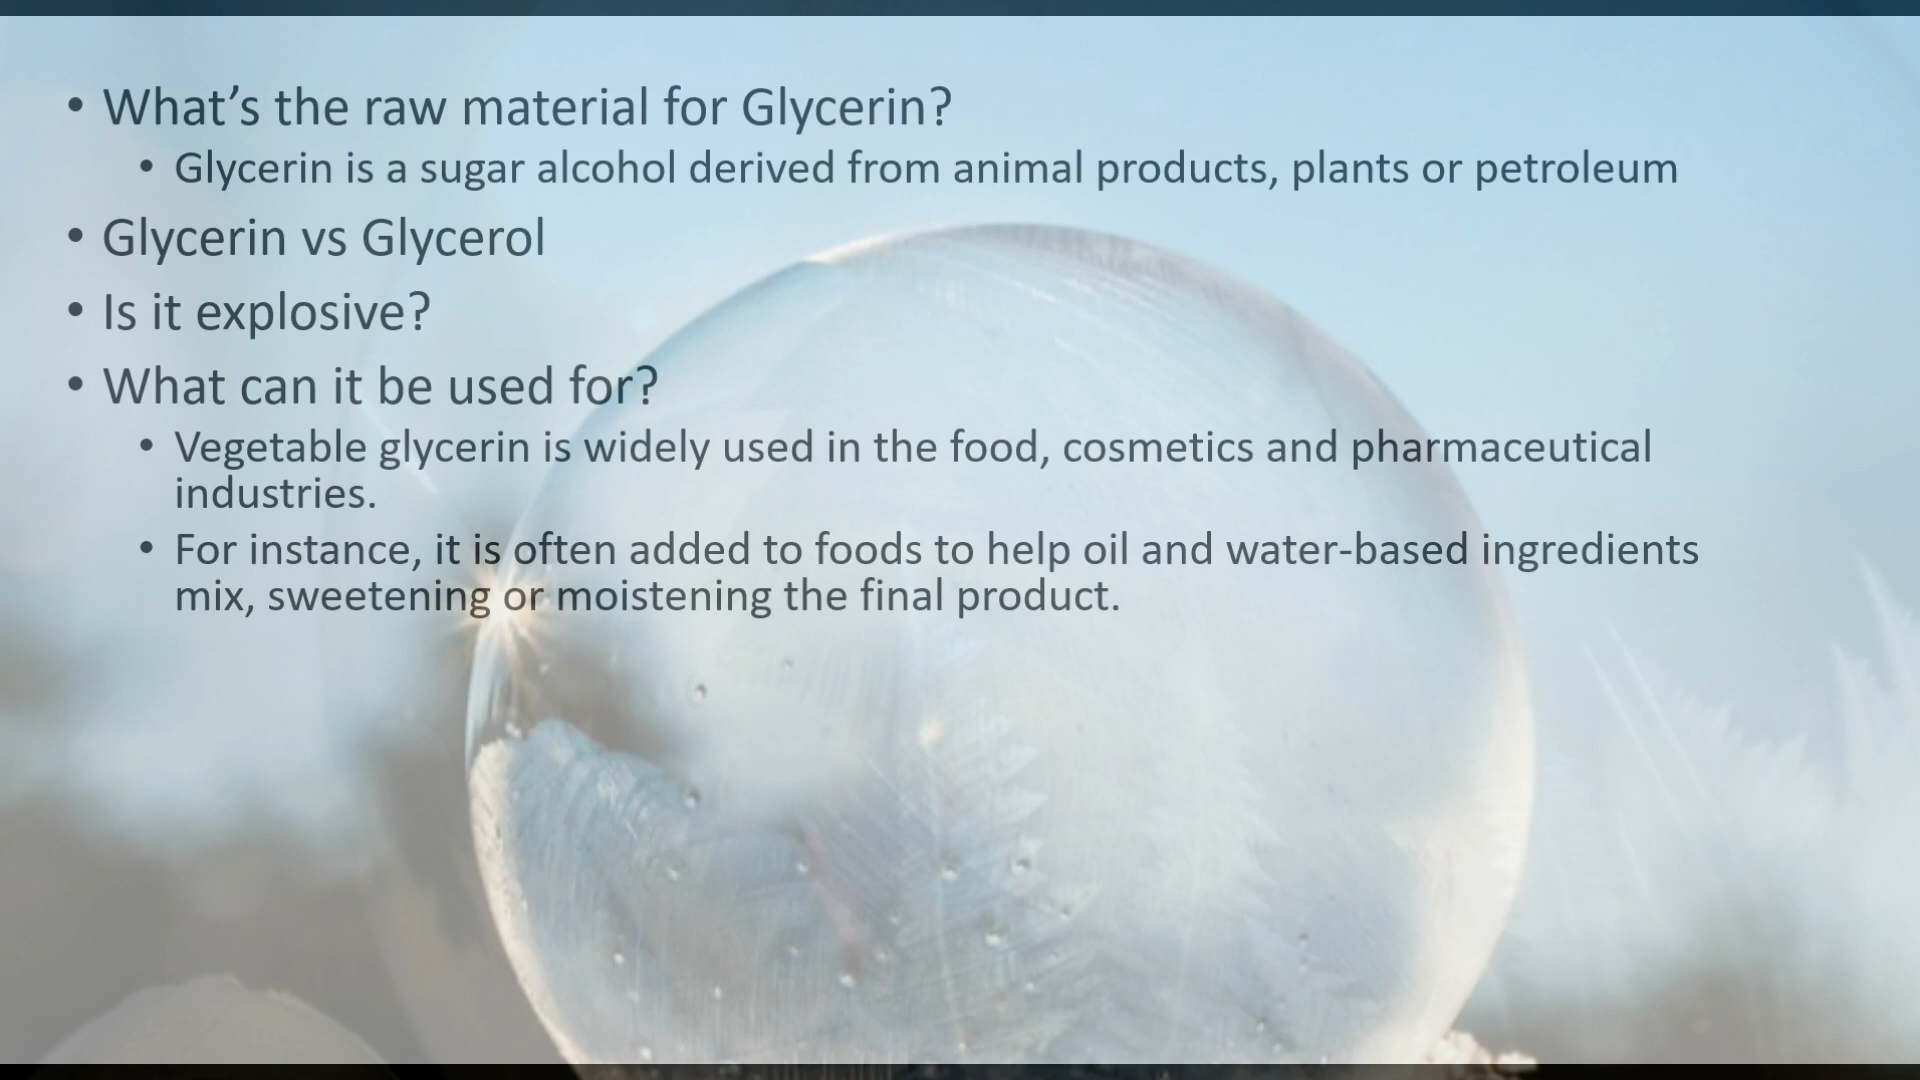 • What’s the raw material for Glycerin?
• Glycerin is a sugar alcohol derived from animal products, plants or petroleum
• Glycerin vs Glycerol
• Is it explosive?
• What can it be used for?
• Vegetable glycerin is widely used in the food, cosmetics and pharmaceutical
industries.
• For instance, it is often added to foods to help oil and water-based ingredients
mix, sweetening or moistening the final product.